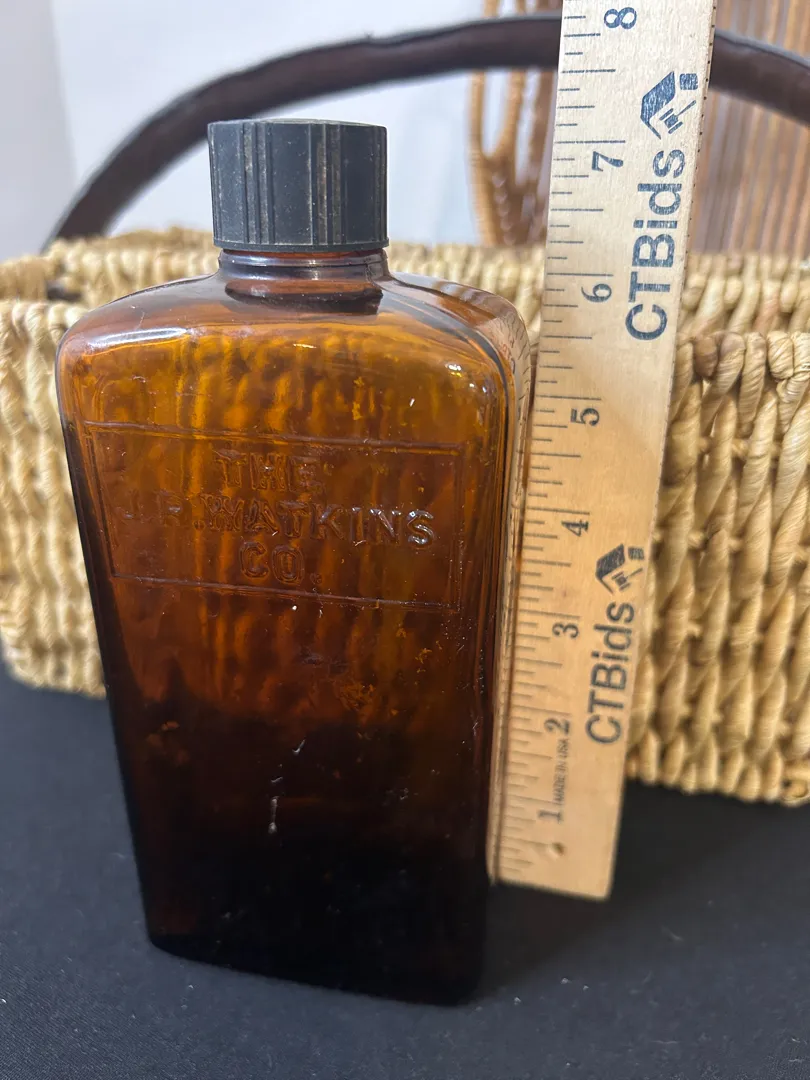 THE
J.R. WATKINS
CO.
8
7
6
5
4
3
2
1
MADE IN USA
CTBids
CTBids